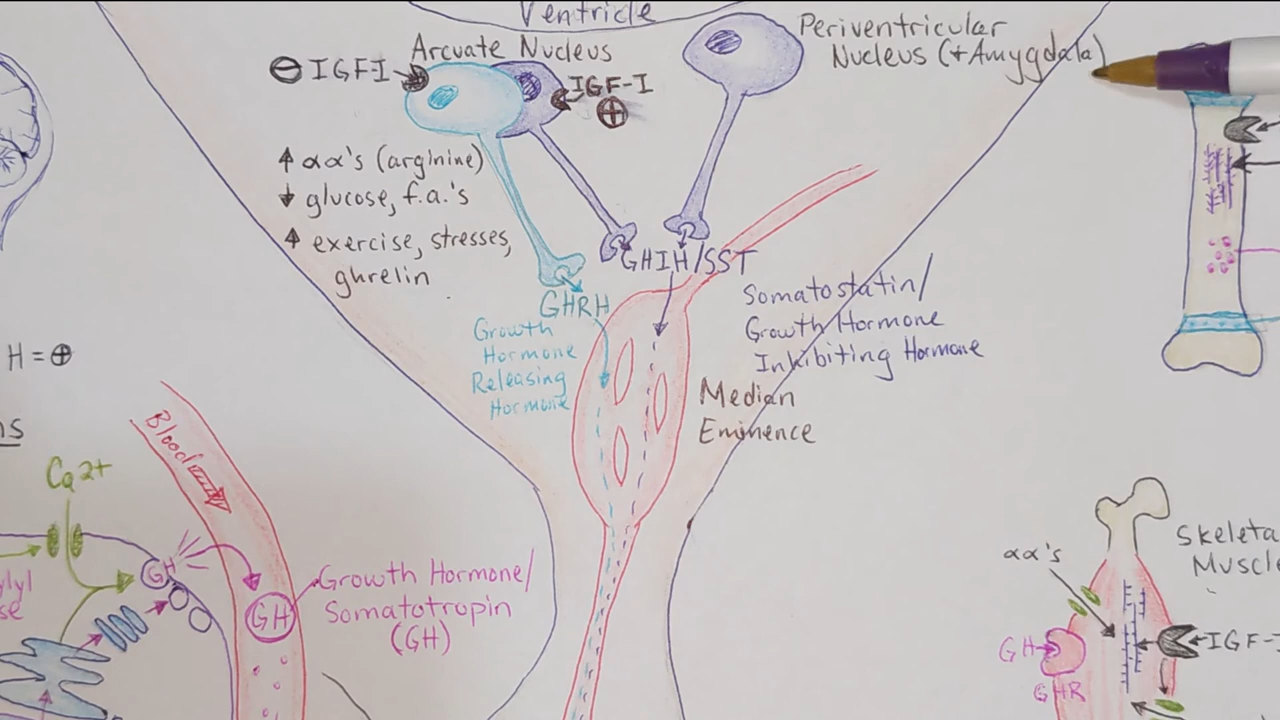 Ventricle
Arcuate Nucleus
Periventricular
Nucleus (+Amygdala)
⊖ IGF-I
IGF-I
⊕
↑ αα's (arginine)
↓ glucose, f.a.'s
↑ exercise, stresses,
ghrelin
GHIH/SST
GHRH
Growth
Hormone
Releasing
Hormone
Somatostatin/
Growth Hormone
Inhibiting Hormone
Median
Eminence
H = ⊕
Blood
Ca2+
GH
GH
Growth Hormone/
Somatotropin
(GH)
αα's
Skeleta
Muscle
GH
GHR
IGF-I